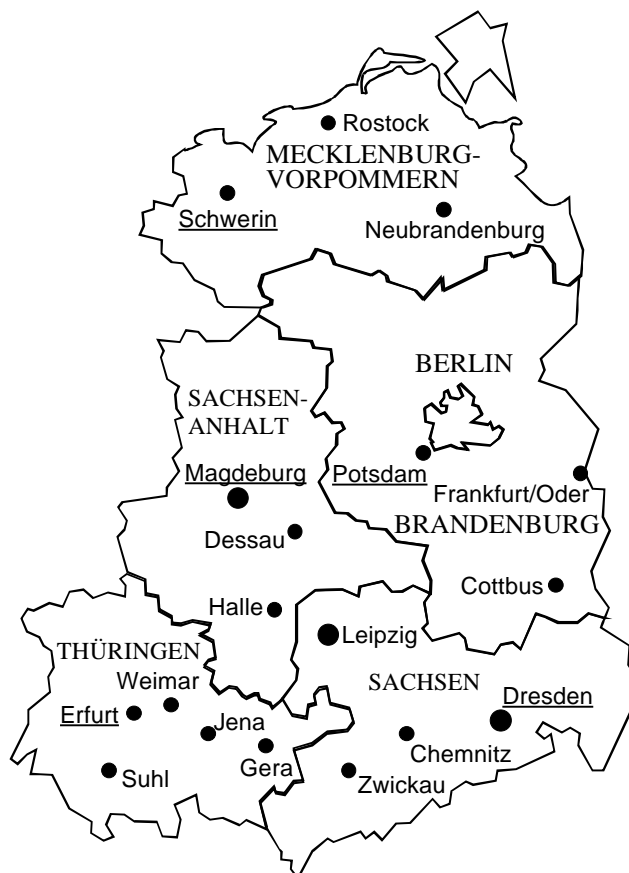 Rostock
MECKLENBURG-
VORPOMMERN
Schwerin
Neubrandenburg
BERLIN
SACHSEN-
ANHALT
Magdeburg
Potsdam
Frankfurt/Oder
BRANDENBURG
Dessau
Cottbus
Halle
Leipzig
THÜRINGEN
Weimar
SACHSEN
Erfurt
Dresden
Jena
Chemnitz
Gera
Suhl
Zwickau